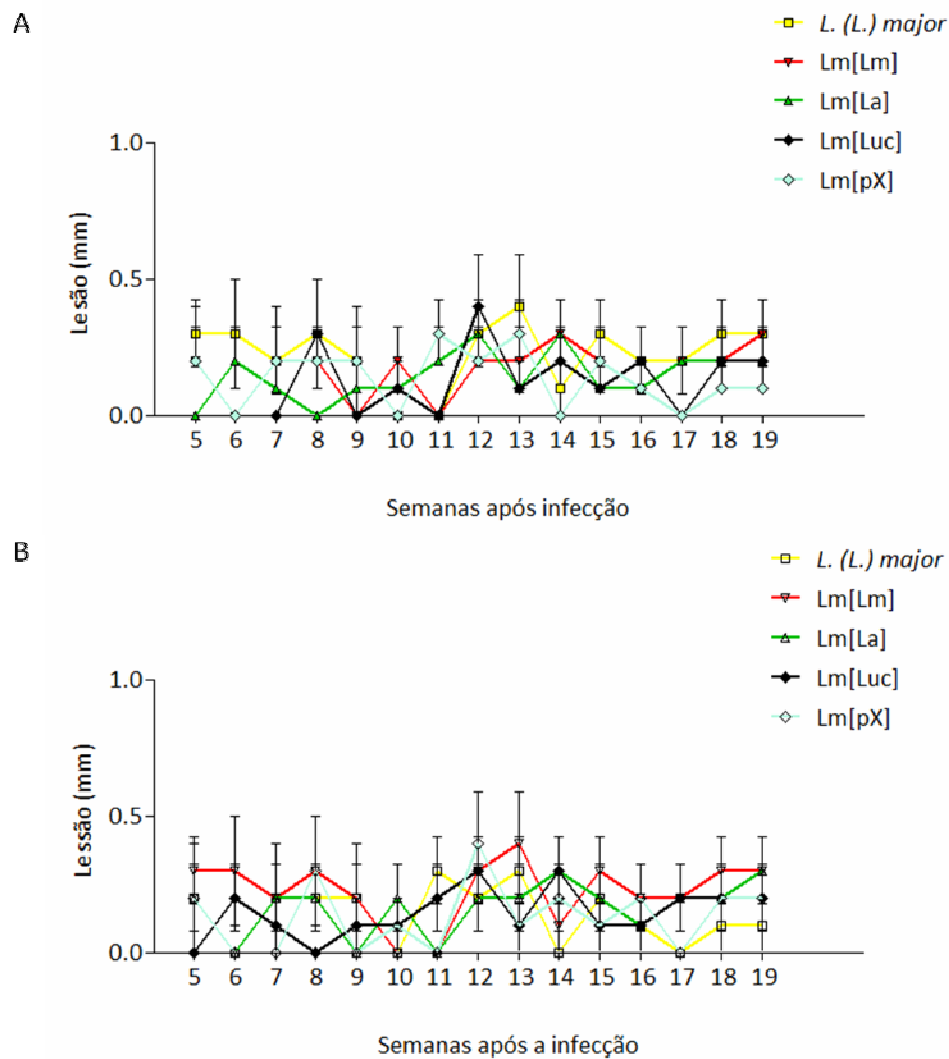 A
L. (L.) major
Lm[Lm]
Lm[La]
Lm[Luc]
Lm[pX]
1.0
0.5
0.0
Lesão (mm)
5 6 7 8 9 10 11 12 13 14 15 16 17 18 19
Semanas após infecção
B
L. (L.) major
Lm[Lm]
Lm[La]
Lm[Luc]
Lm[pX]
1.0
0.5
0.0
Lessão (mm)
5 6 7 8 9 10 11 12 13 14 15 16 17 18 19
Semanas após a infecção